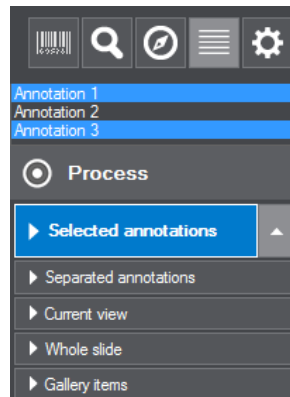 Annotation 1
Annotation 2
Annotation 3
Process
Selected annotations
Separated annotations
Current view
Whole slide
Gallery items